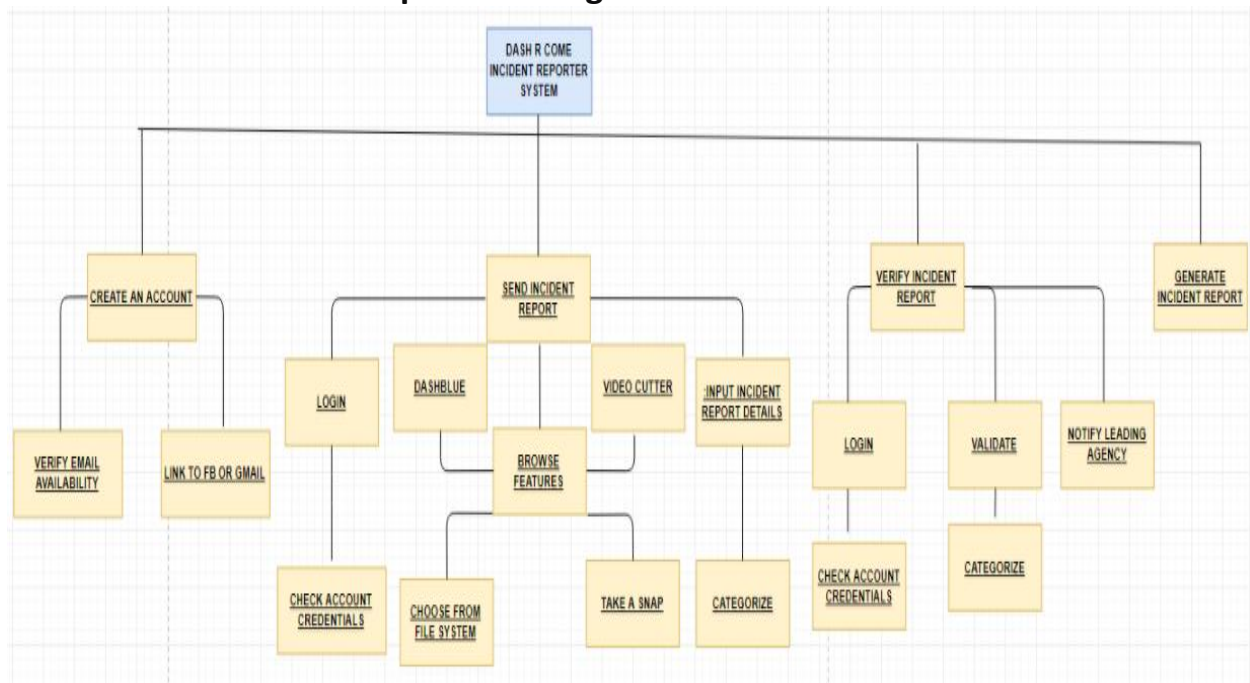 DASH R COME
INCIDENT REPORTER
SYSTEM
CREATE AN ACCOUNT
SEND INCIDENT
REPORT
VERIFY INCIDENT
REPORT
GENERATE
INCIDENT REPORT
LOGIN
DASHBLUE
VIDEO CUTTER
:INPUT INCIDENT
REPORT DETAILS
LOGIN
VALIDATE
NOTIFY LEADING
AGENCY
VERIFY EMAIL
AVAILABILITY
LINK TO FB OR GMAIL
BROWSE
FEATURES
CHECK ACCOUNT
CREDENTIALS
CHOOSE FROM
FILE SYSTEM
TAKE A SNAP
CATEGORIZE
CHECK ACCOUNT
CREDENTIALS
CATEGORIZE